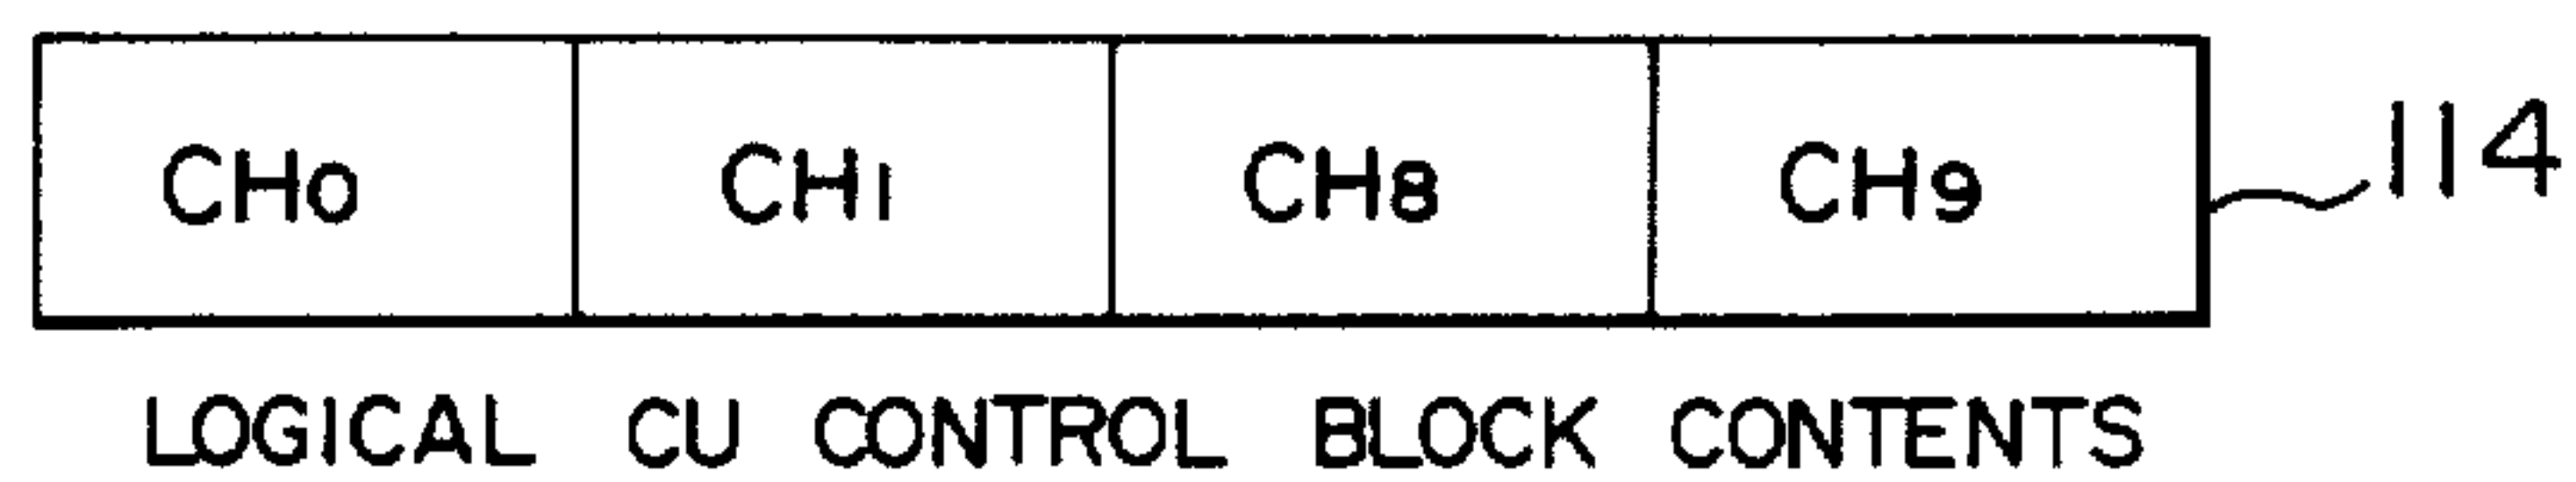 CH0 CH1 CH8 CH9 114
LOGICAL CU CONTROL BLOCK CONTENTS